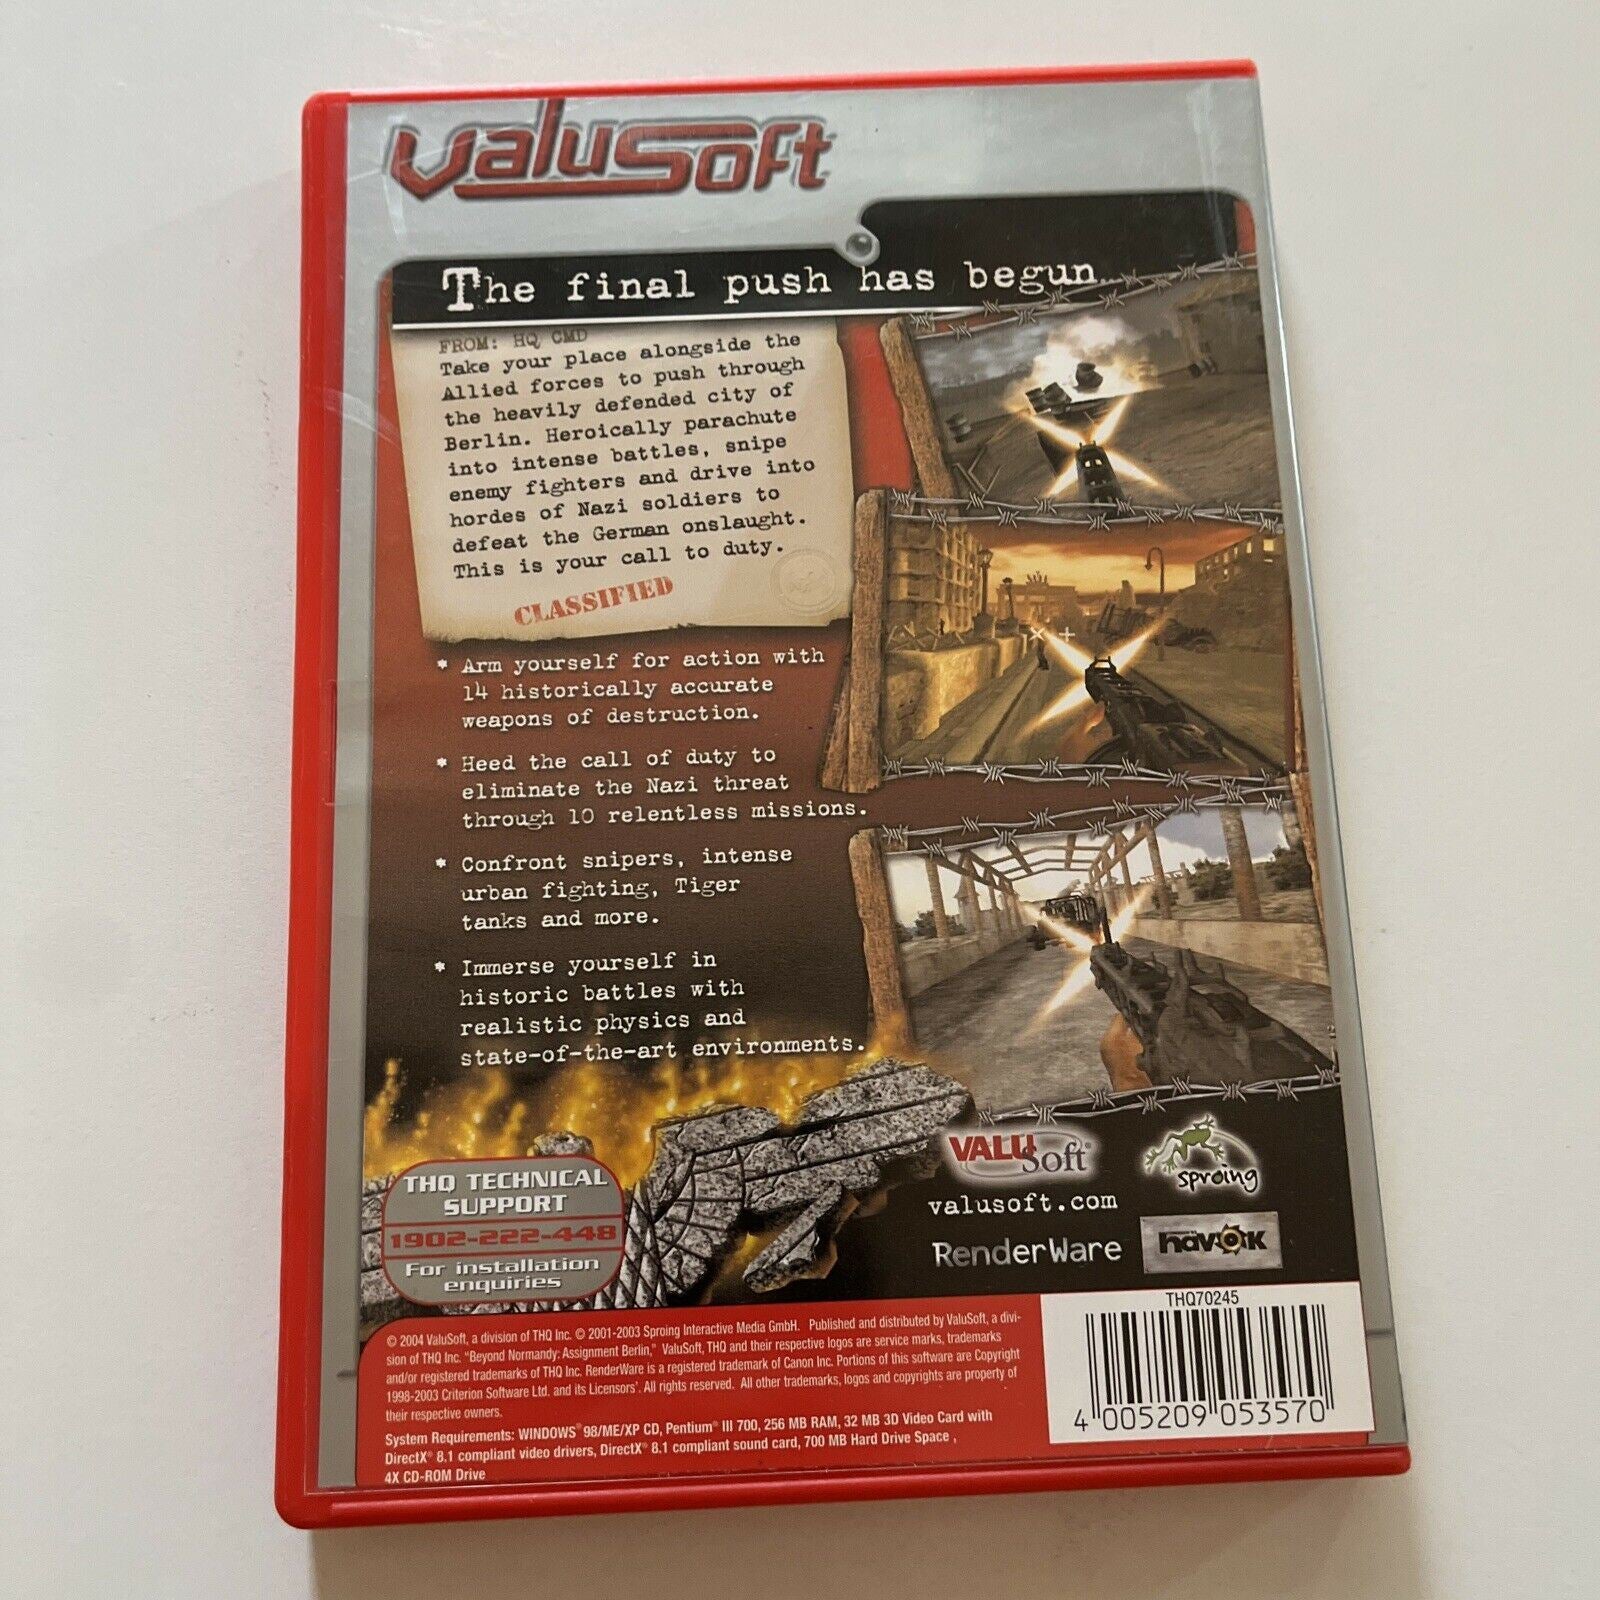 valusoft
The final push has begun...
FROM: HQ CMD
Take your place alongside the
Allied forces to push through
the heavily defended city of
Berlin. Heroically parachute
into intense battles, snipe
enemy fighters and drive into
hordes of Nazi soldiers to
defeat the German onslaught.
This is your call to duty.
CLASSIFIED
* Arm yourself for action with
14 historically accurate
weapons of destruction.
* Heed the call of duty to
eliminate the Nazi threat
through 10 relentless missions.
* Confront snipers, intense
urban fighting, Tiger
tanks and more.
* Immerse yourself in
historic battles with
realistic physics and
state-of-the-art environments.
THQ TECHNICAL
SUPPORT
1902-222-448
For installation
enquiries
VALUSoft®
valusoft.com
sproing
RenderWare
havok
© 2004 ValuSoft, a division of THQ Inc. © 2001-2003 Sproing Interactive Media GmbH. Published and distributed by ValuSoft, a divi-
sion of THQ Inc. "Beyond Normandy: Assignment Berlin," ValuSoft, THQ and their respective logos are service marks, trademarks
and/or registered trademarks of THQ Inc. RenderWare is a registered trademark of Canon Inc. Portions of this software are Copyright
1998-2003 Criterion Software Ltd. and its Licensors'. All rights reserved. All other trademarks, logos and copyrights are property of
their respective owners.
System Requirements: WINDOWS® 98/ME/XP CD, Pentium® III 700, 256 MB RAM, 32 MB 3D Video Card with
DirectX® 8.1 compliant video drivers, DirectX® 8.1 compliant sound card, 700 MB Hard Drive Space ,
4X CD-ROM Drive
THQ70245
4 005209 053570